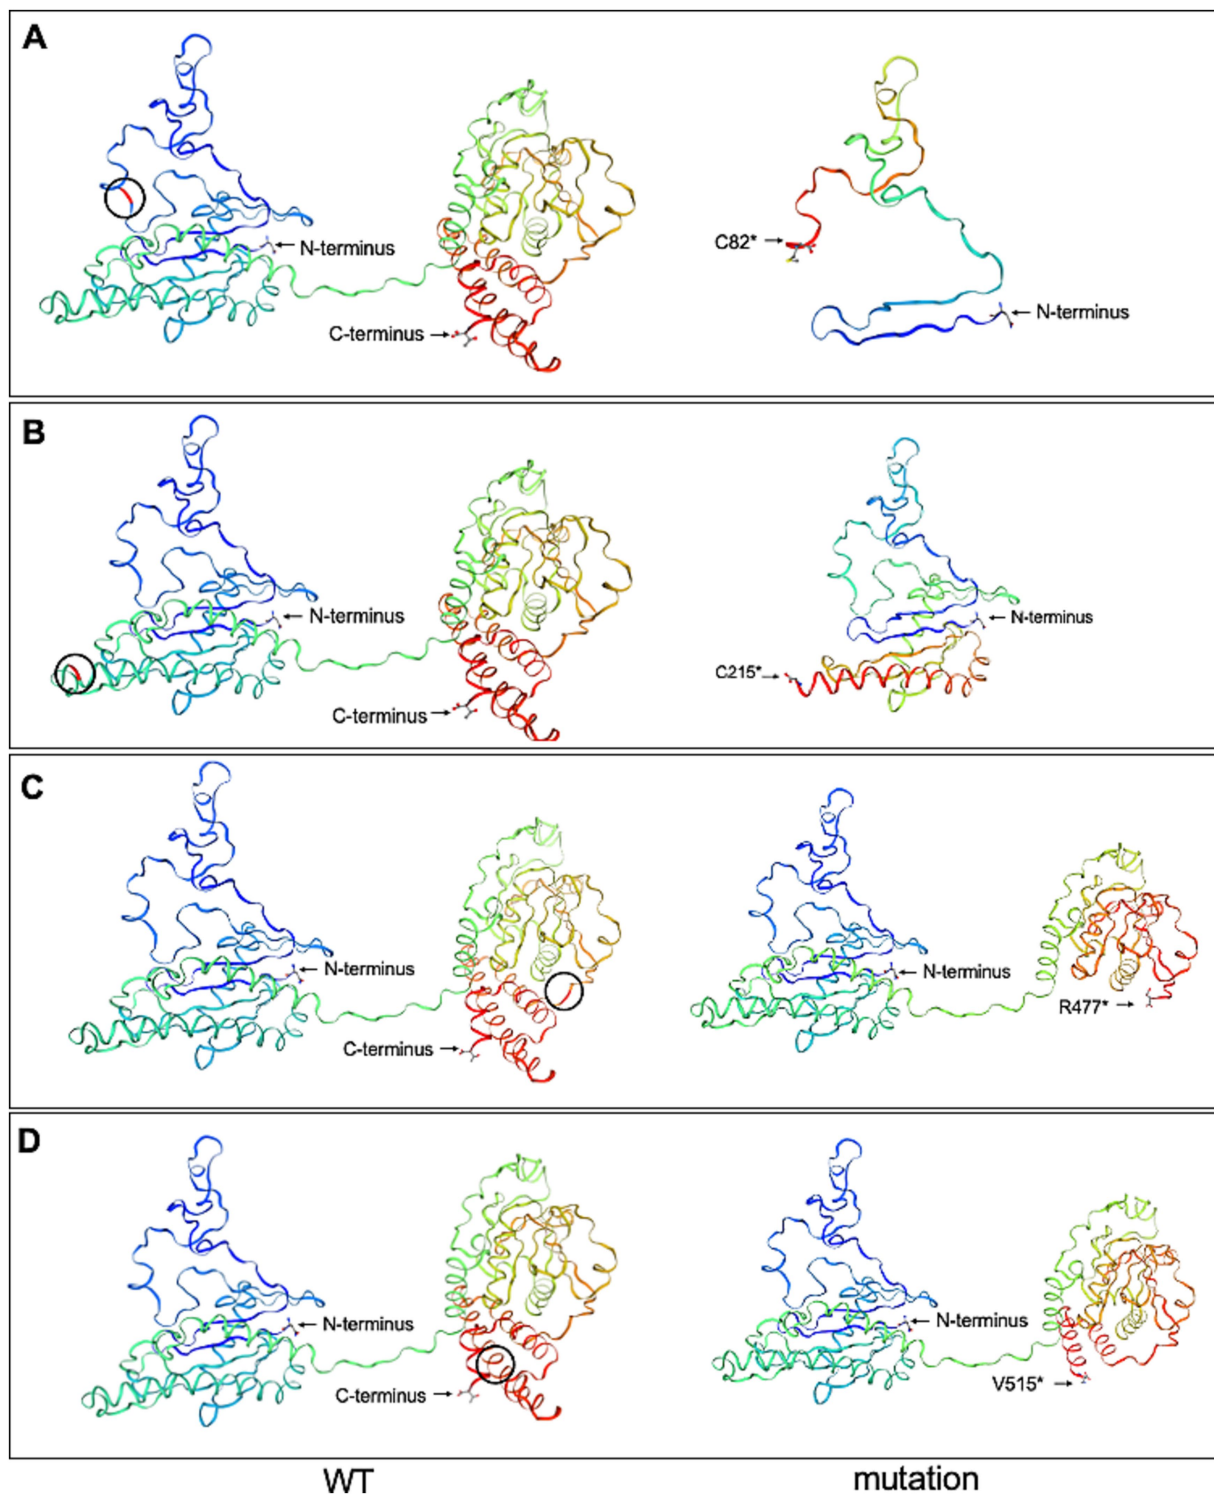 A
N-terminus
C-terminus
C82*
N-terminus
B
N-terminus
C-terminus
N-terminus
C215*
C
N-terminus
C-terminus
N-terminus
R477*
D
N-terminus
C-terminus
N-terminus
V515*
WT
mutation